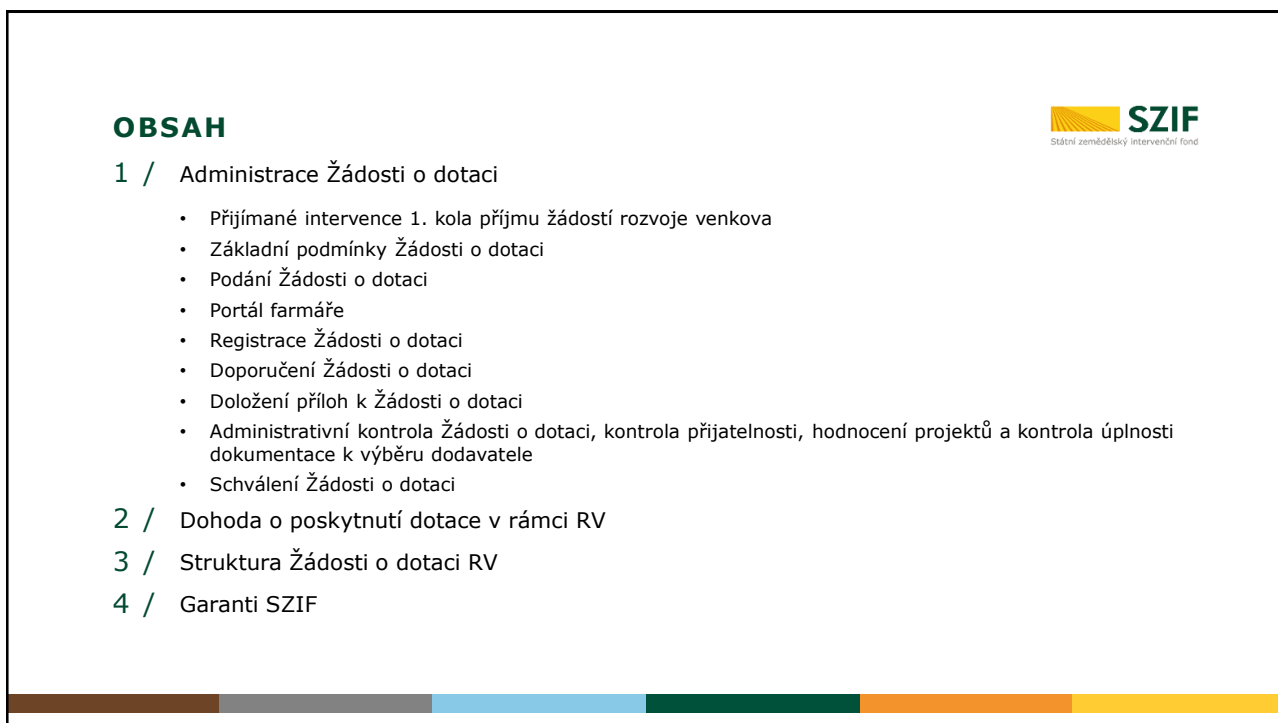 OBSAH
SZIF
Státní zemědělský intervenční fond
1 / Administrace Žádosti o dotaci
• Přijímané intervence 1. kola příjmu žádostí rozvoje venkova
• Základní podmínky Žádosti o dotaci
• Podání Žádosti o dotaci
• Portál farmáře
• Registrace Žádosti o dotaci
• Doporučení Žádosti o dotaci
• Doložení příloh k Žádosti o dotaci
• Administrativní kontrola Žádosti o dotaci, kontrola přijatelnosti, hodnocení projektů a kontrola úplnosti
dokumentace k výběru dodavatele
• Schválení Žádosti o dotaci
2 / Dohoda o poskytnutí dotace v rámci RV
3 / Struktura Žádosti o dotaci RV
4 / Garanti SZIF